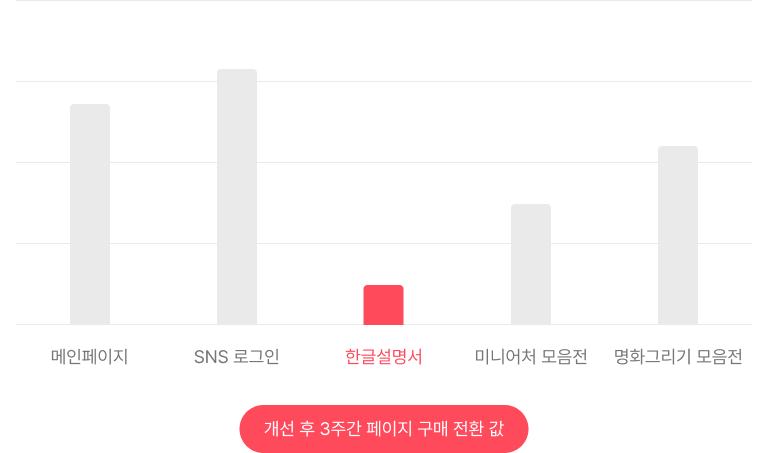 메인페이지
SNS 로그인
한글설명서
미니어처 모음전
명화그리기 모음전
개선 후 3주간 페이지 구매 전환 값